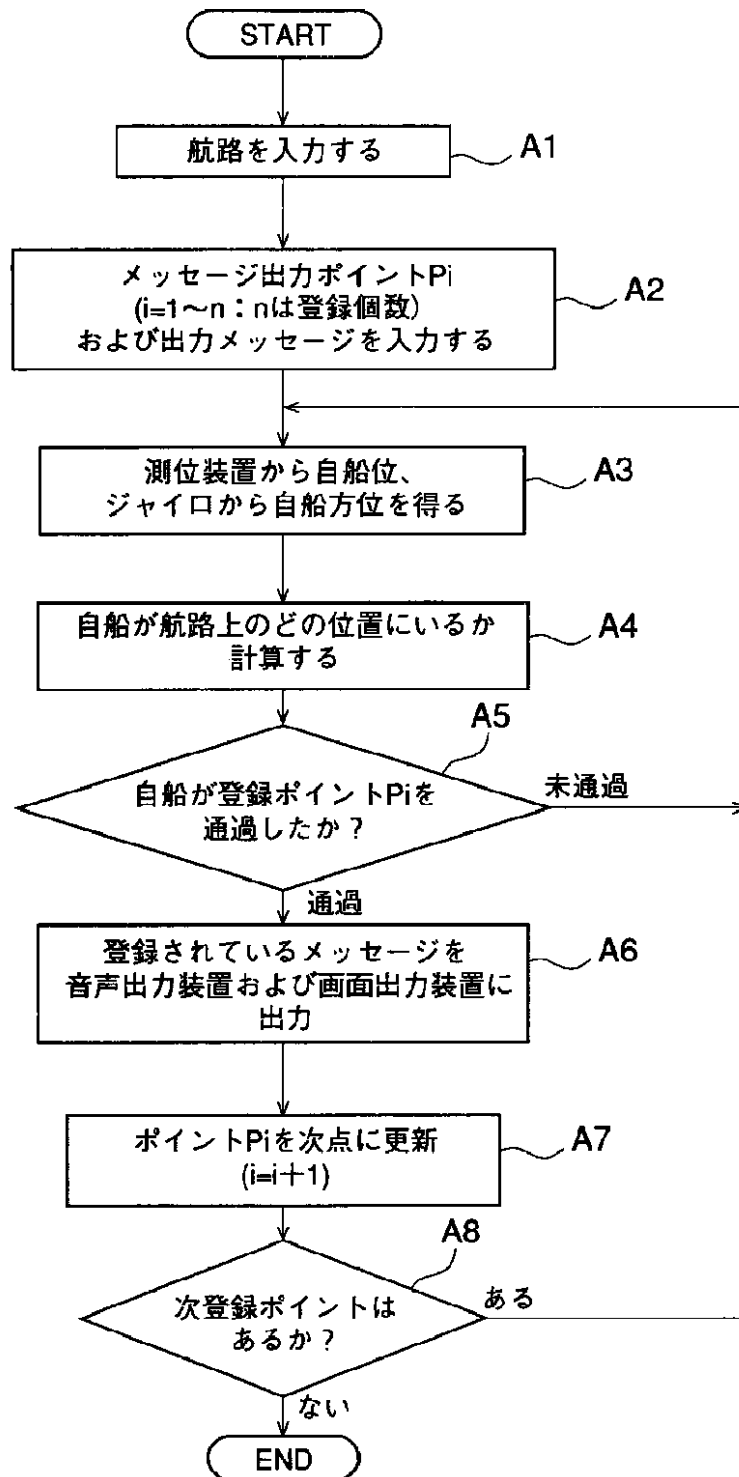 START
航路を入力する
A1
メッセージ出力ポイントPi
(i=1～n：nは登録個数)
および出力メッセージを入力する
A2
測位装置から自船位、
ジャイロから自船方位を得る
A3
自船が航路上のどの位置にいるか
計算する
A4
A5
自船が登録ポイントPiを
通過したか？
未通過
通過
登録されているメッセージを
音声出力装置および画面出力装置に
出力
A6
ポイントPiを次点に更新
(i=i＋1)
A7
A8
次登録ポイントは
あるか？
ある
ない
END